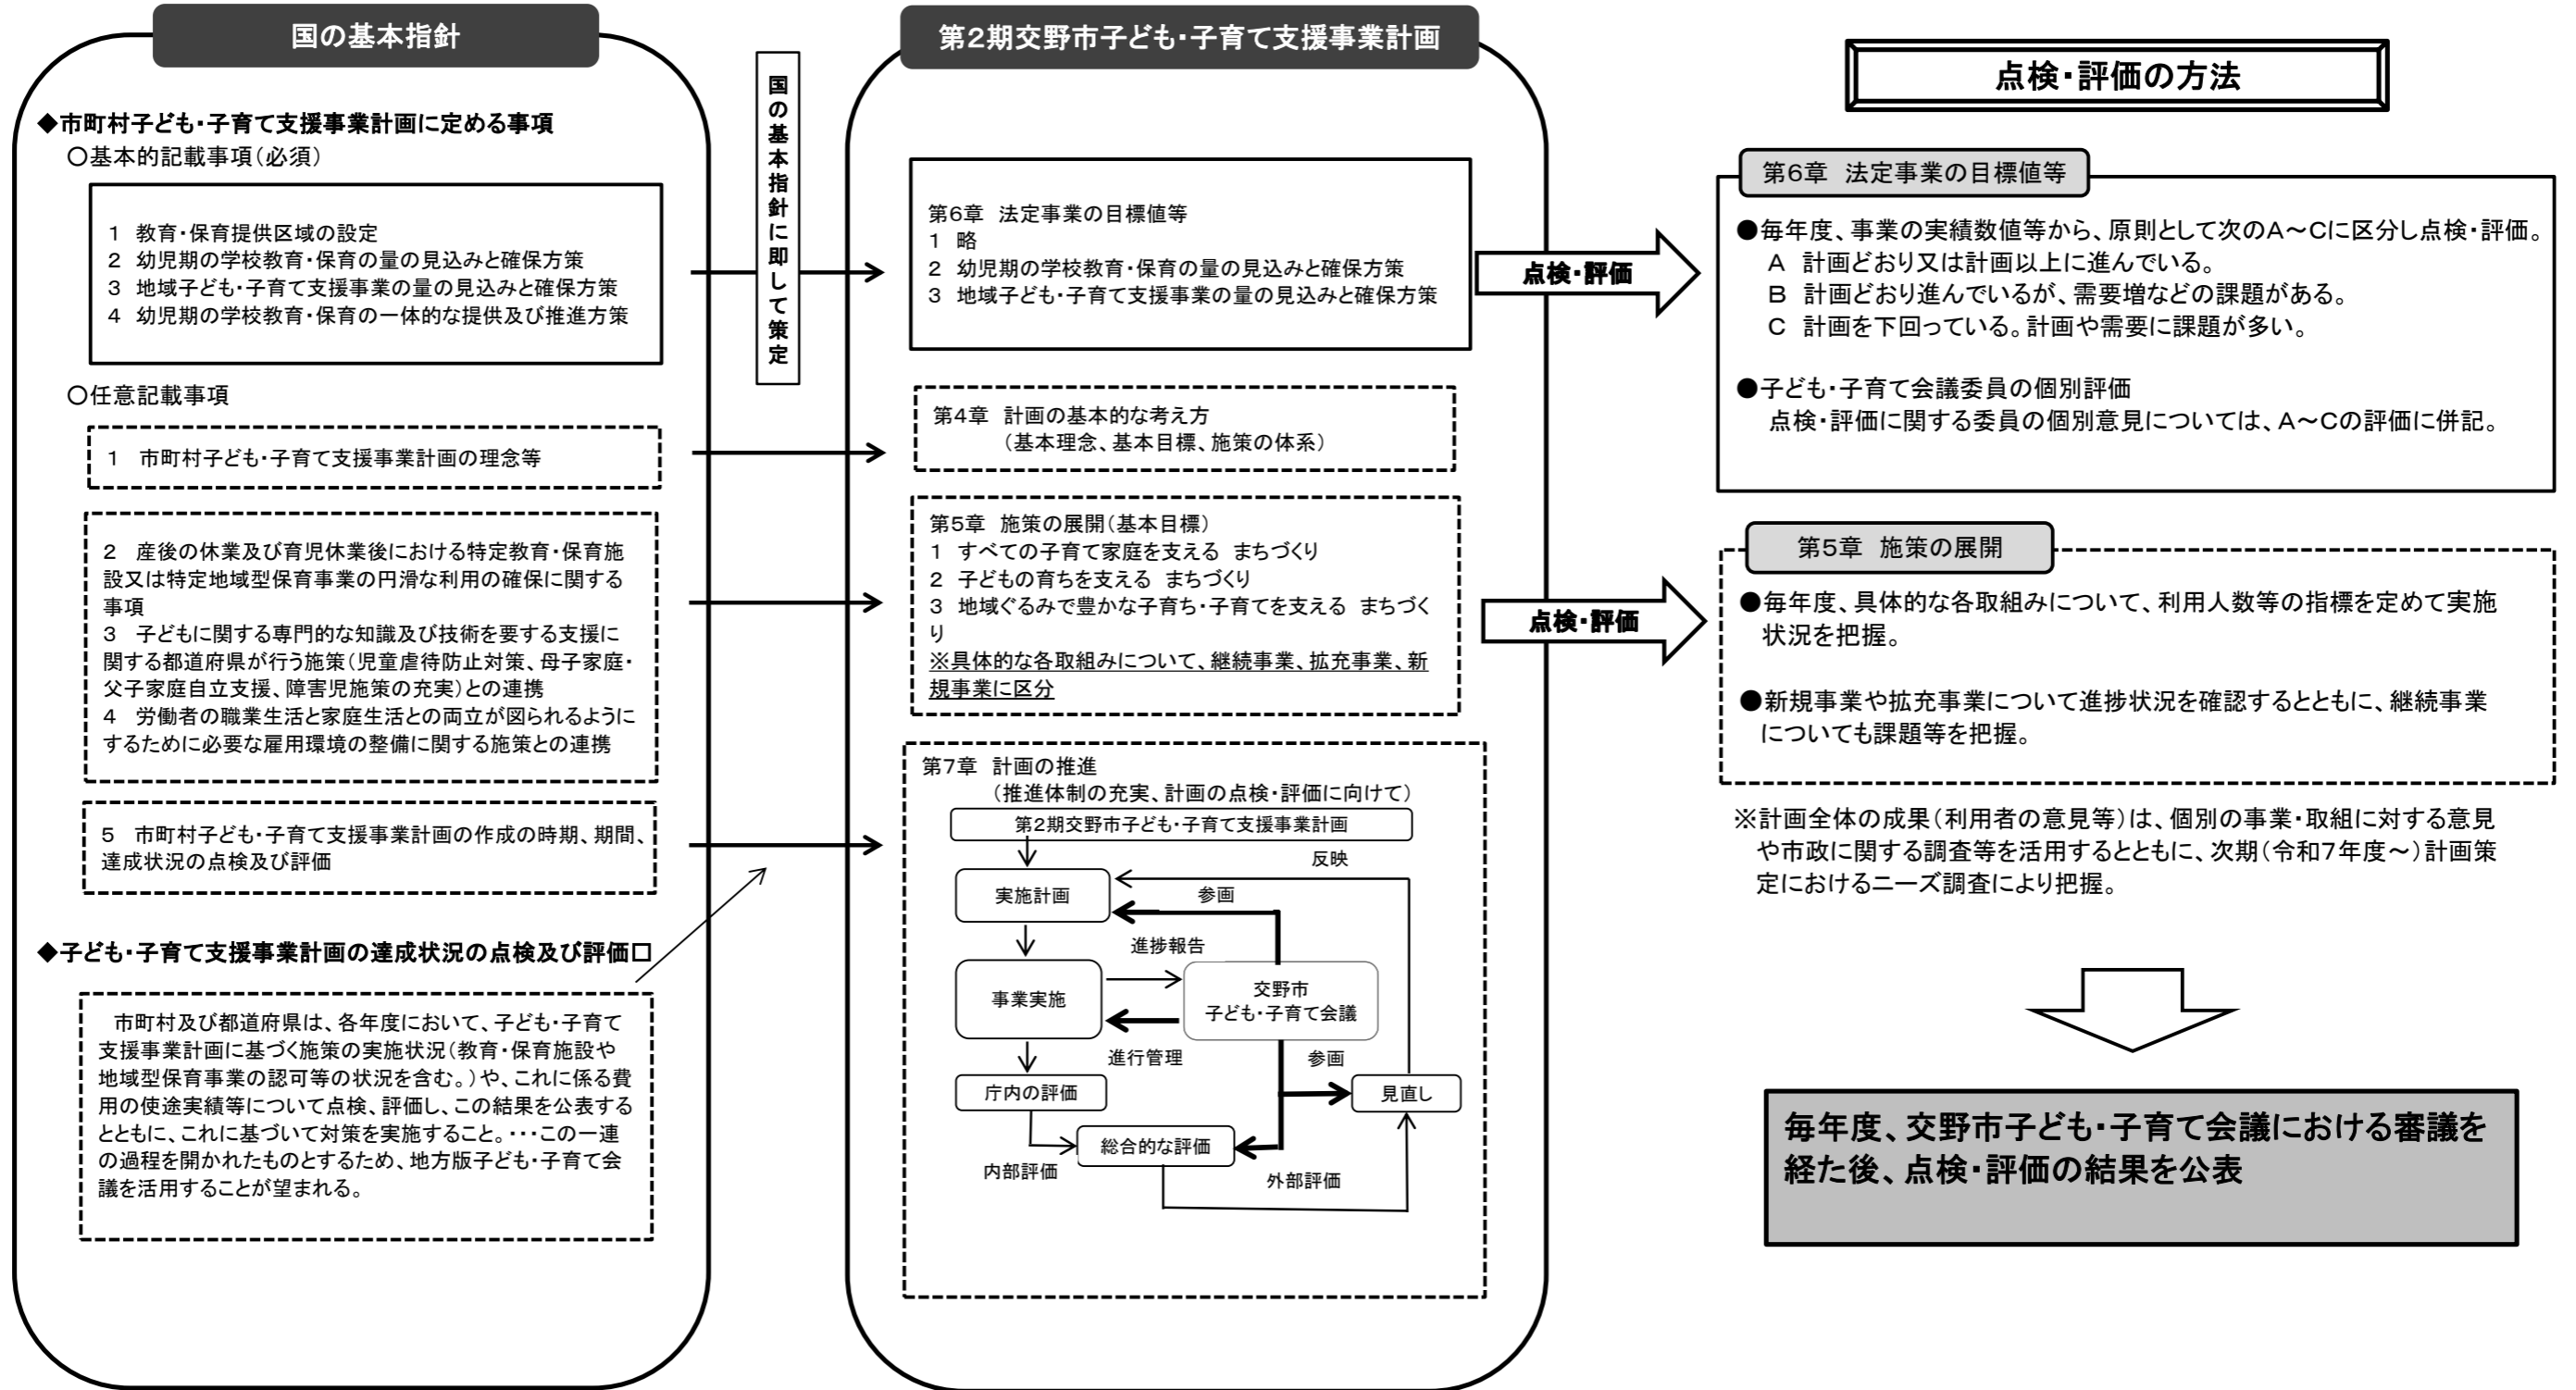 国の基本指針
◆市町村子ども・子育て支援事業計画に定める事項
○基本的記載事項(必須)
1 教育・保育提供区域の設定
2 幼児期の学校教育・保育の量の見込みと確保方策
3 地域子ども・子育て支援事業の量の見込みと確保方策
4 幼児期の学校教育・保育の一体的な提供及び推進方策
○任意記載事項
1 市町村子ども・子育て支援事業計画の理念等
2 産後の休業及び育児休業後における特定教育・保育施
設又は特定地域型保育事業の円滑な利用の確保に関する
事項
3 子どもに関する専門的な知識及び技術を要する支援に
関する都道府県が行う施策(児童虐待防止対策、母子家庭・
父子家庭自立支援、障害児施策の充実)との連携
4 労働者の職業生活と家庭生活との両立が図られるように
するために必要な雇用環境の整備に関する施策との連携
5 市町村子ども・子育て支援事業計画の作成の時期、期間、
達成状況の点検及び評価
◆子ども・子育て支援事業計画の達成状況の点検及び評価□
市町村及び都道府県は、各年度において、子ども・子育て
支援事業計画に基づく施策の実施状況(教育・保育施設や
地域型保育事業の認可等の状況を含む。)や、これに係る費
用の使途実績等について点検、評価し、この結果を公表する
とともに、これに基づいて対策を実施すること。・・・この一連
の過程を開かれたものとするため、地方版子ども・子育て会
議を活用することが望まれる。
国の基本指針に即して策定
第2期交野市子ども・子育て支援事業計画
第6章 法定事業の目標値等
1 略
2 幼児期の学校教育・保育の量の見込みと確保方策
3 地域子ども・子育て支援事業の量の見込みと確保方策
第4章 計画の基本的な考え方
(基本理念、基本目標、施策の体系)
第5章 施策の展開(基本目標)
1 すべての子育て家庭を支える まちづくり
2 子どもの育ちを支える まちづくり
3 地域ぐるみで豊かな子育ち・子育てを支える まちづく
り
※具体的な各取組みについて、継続事業、拡充事業、新
規事業に区分
第7章 計画の推進
(推進体制の充実、計画の点検・評価に向けて)
第2期交野市子ども・子育て支援事業計画
反映
実施計画
参画
進捗報告
事業実施
交野市
子ども・子育て会議
進行管理
参画
庁内の評価
見直し
総合的な評価
内部評価
外部評価
点検・評価
点検・評価
点検・評価の方法
第6章 法定事業の目標値等
●毎年度、事業の実績数値等から、原則として次のA~Cに区分し点検・評価。
A 計画どおり又は計画以上に進んでいる。
B 計画どおり進んでいるが、需要増などの課題がある。
C 計画を下回っている。計画や需要に課題が多い。
●子ども・子育て会議委員の個別評価
点検・評価に関する委員の個別意見については、A~Cの評価に併記。
第5章 施策の展開
●毎年度、具体的な各取組みについて、利用人数等の指標を定めて実施
状況を把握。
●新規事業や拡充事業について進捗状況を確認するとともに、継続事業
についても課題等を把握。
※計画全体の成果(利用者の意見等)は、個別の事業・取組に対する意見
や市政に関する調査等を活用するとともに、次期(令和7年度~)計画策
定におけるニーズ調査により把握。
毎年度、交野市子ども・子育て会議における審議を
経た後、点検・評価の結果を公表